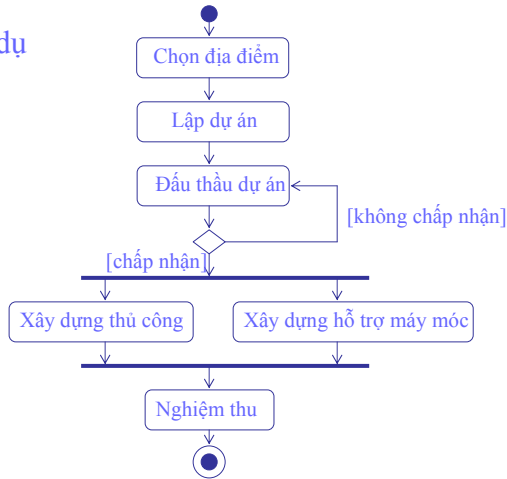 dụ
Chọn địa điểm
Lập dự án
Đấu thầu dự án
[không chấp nhận]
[chấp nhận]
Xây dựng thủ công
Xây dựng hỗ trợ máy móc
Nghiệm thu